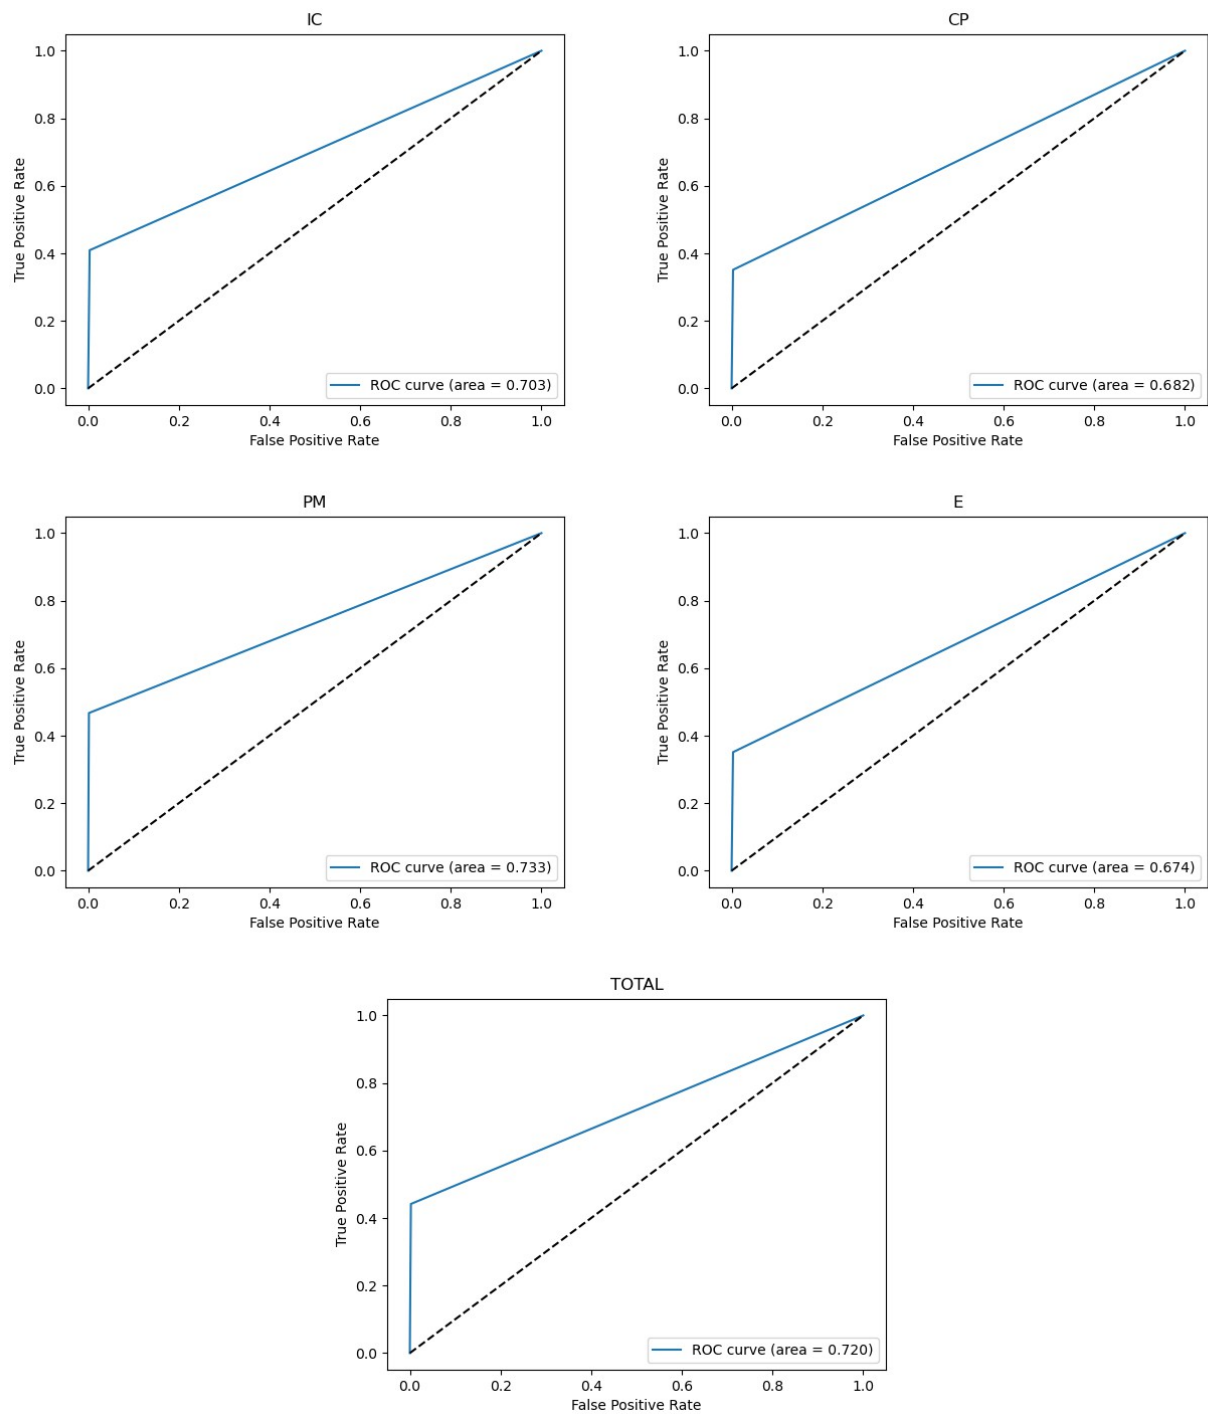 IC
1.0
0.8
0.6
0.4
0.2
0.0
True Positive Rate
ROC curve (area = 0.703)
0.0 0.2 0.4 0.6 0.8 1.0
False Positive Rate
CP
1.0
0.8
0.6
0.4
0.2
0.0
True Positive Rate
ROC curve (area = 0.682)
0.0 0.2 0.4 0.6 0.8 1.0
False Positive Rate
PM
1.0
0.8
0.6
0.4
0.2
0.0
True Positive Rate
ROC curve (area = 0.733)
0.0 0.2 0.4 0.6 0.8 1.0
False Positive Rate
E
1.0
0.8
0.6
0.4
0.2
0.0
True Positive Rate
ROC curve (area = 0.674)
0.0 0.2 0.4 0.6 0.8 1.0
False Positive Rate
TOTAL
1.0
0.8
0.6
0.4
0.2
0.0
True Positive Rate
ROC curve (area = 0.720)
0.0 0.2 0.4 0.6 0.8 1.0
False Positive Rate